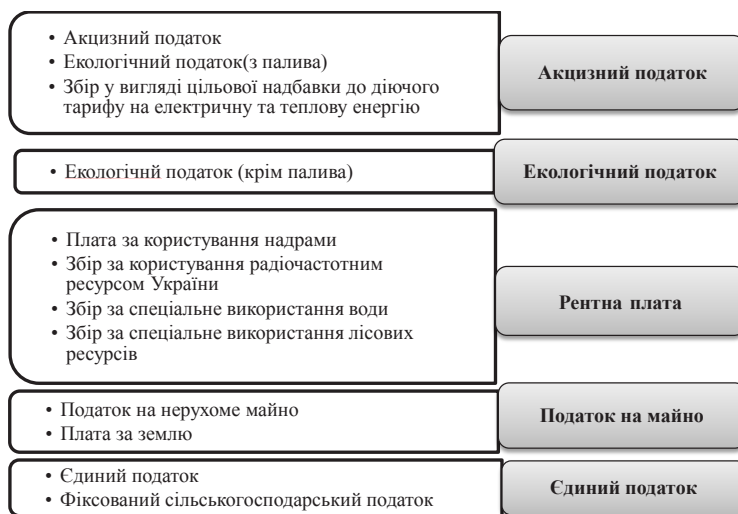 • Акцизний податок
• Екологічний податок(з палива)
• Збір у вигляді цільової надбавки до діючого
тарифу на електричну та теплову енергію
Акцизний податок
• Екологічнй податок (крім палива)
Екологічний податок
• Плата за користування надрами
• Збір за користування радіочастотним
ресурсом України
• Збір за спеціальне використання води
• Збір за спеціальне використання лісових
ресурсів
Рентна плата
• Податок на нерухоме майно
• Плата за землю
Податок на майно
• Єдиний податок
• Фіксований сільськогосподарський податок
Єдиний податок